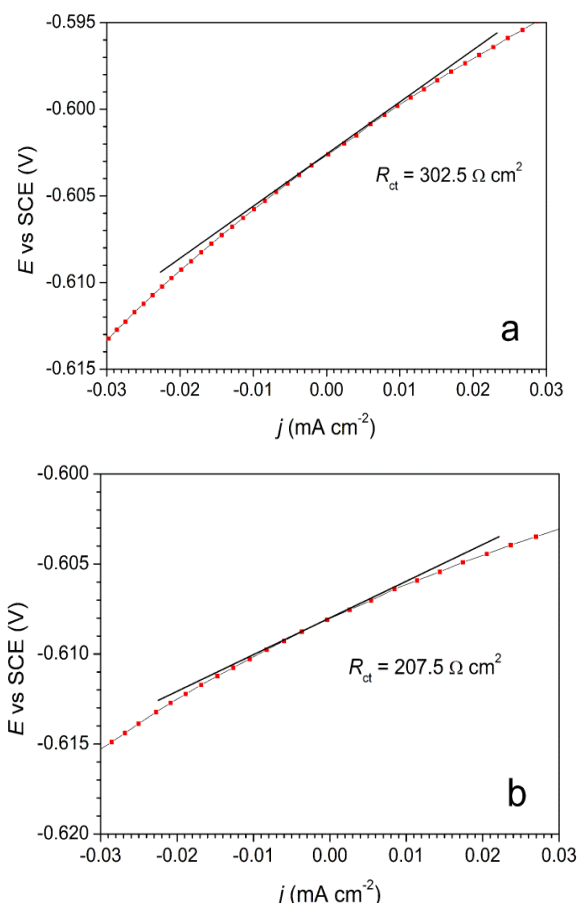 -0.595
-0.600
-0.605
-0.610
-0.615
E vs SCE (V)
R_ct = 302.5 Ω cm²
a
-0.03 -0.02 -0.01 0.00 0.01 0.02 0.03
j (mA cm⁻²)
-0.600
-0.605
-0.610
-0.615
-0.620
E vs SCE (V)
R_ct = 207.5 Ω cm²
b
-0.03 -0.02 -0.01 0.00 0.01 0.02 0.03
j (mA cm⁻²)